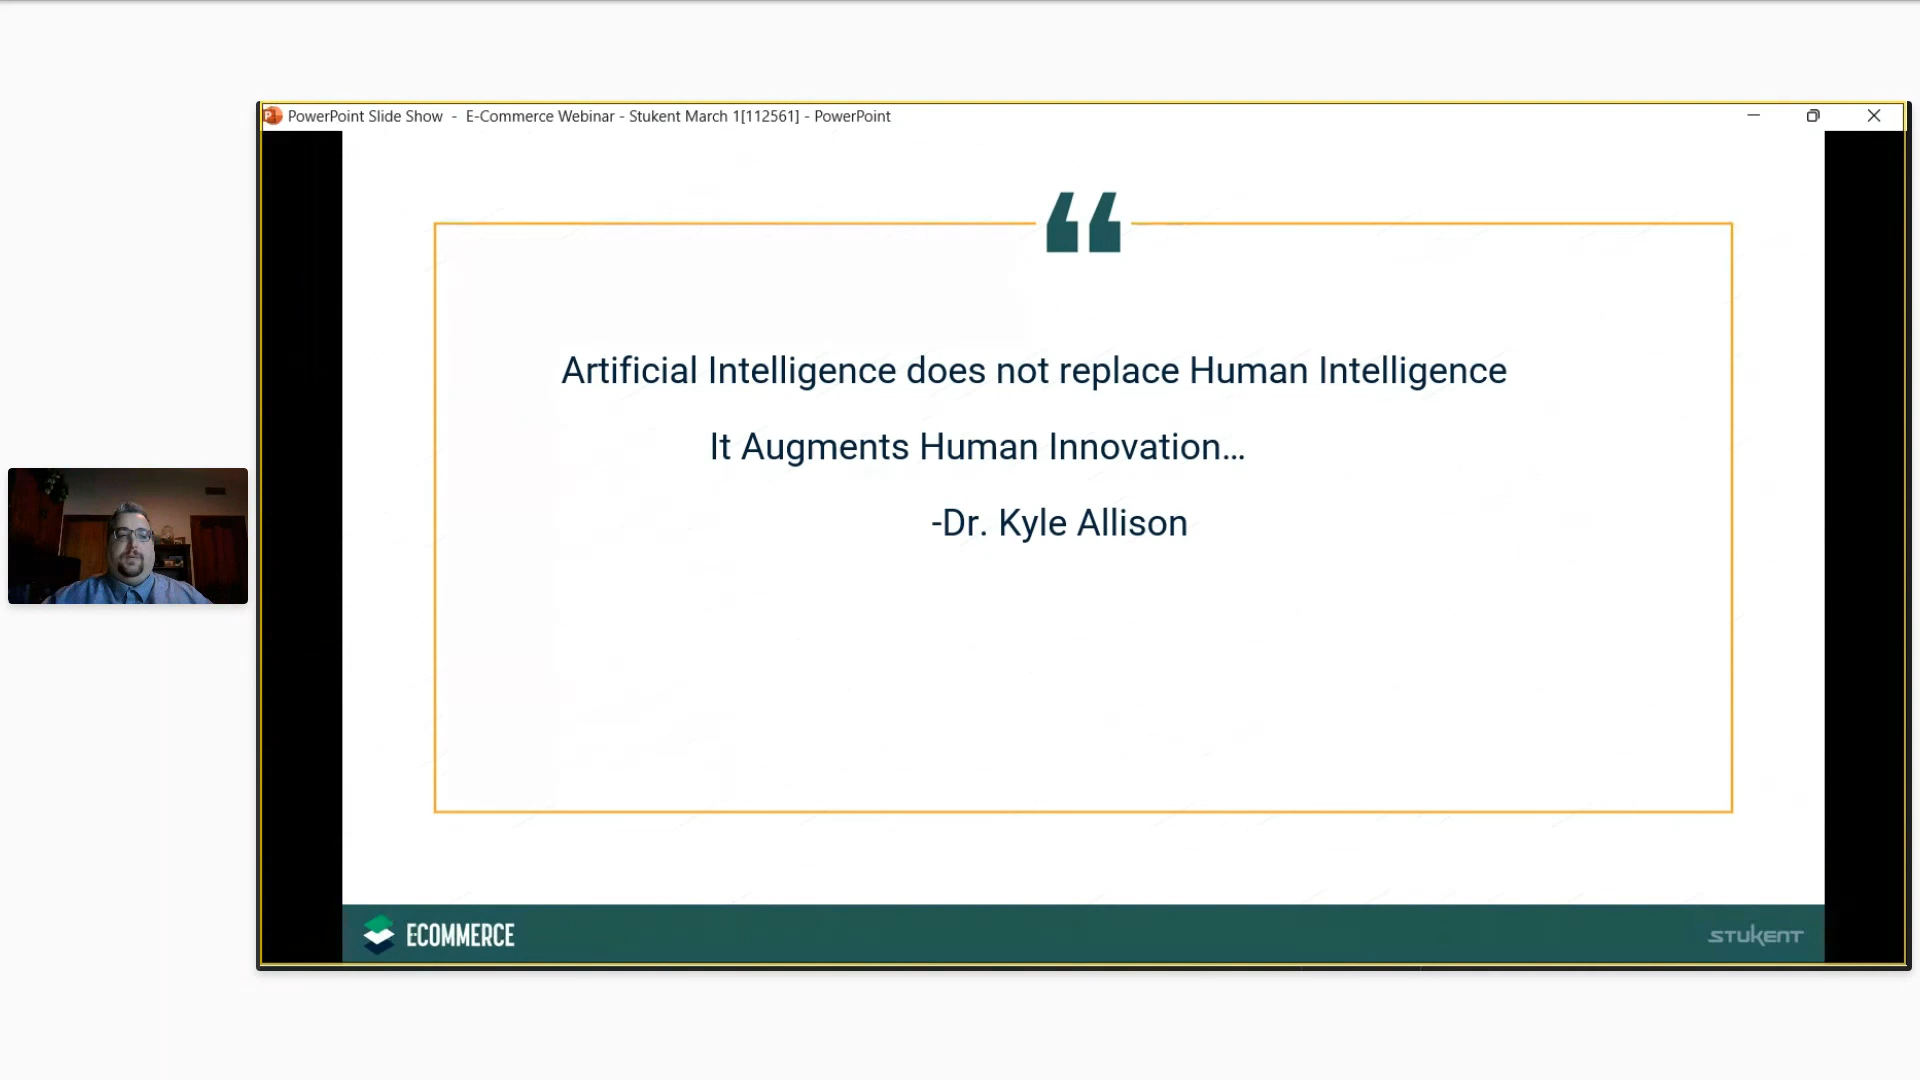 PowerPoint Slide Show - E-Commerce Webinar - Stukent March 1[112561] - PowerPoint
Artificial Intelligence does not replace Human Intelligence
It Augments Human Innovation...
-Dr. Kyle Allison
ECOMMERCE
STUKENT